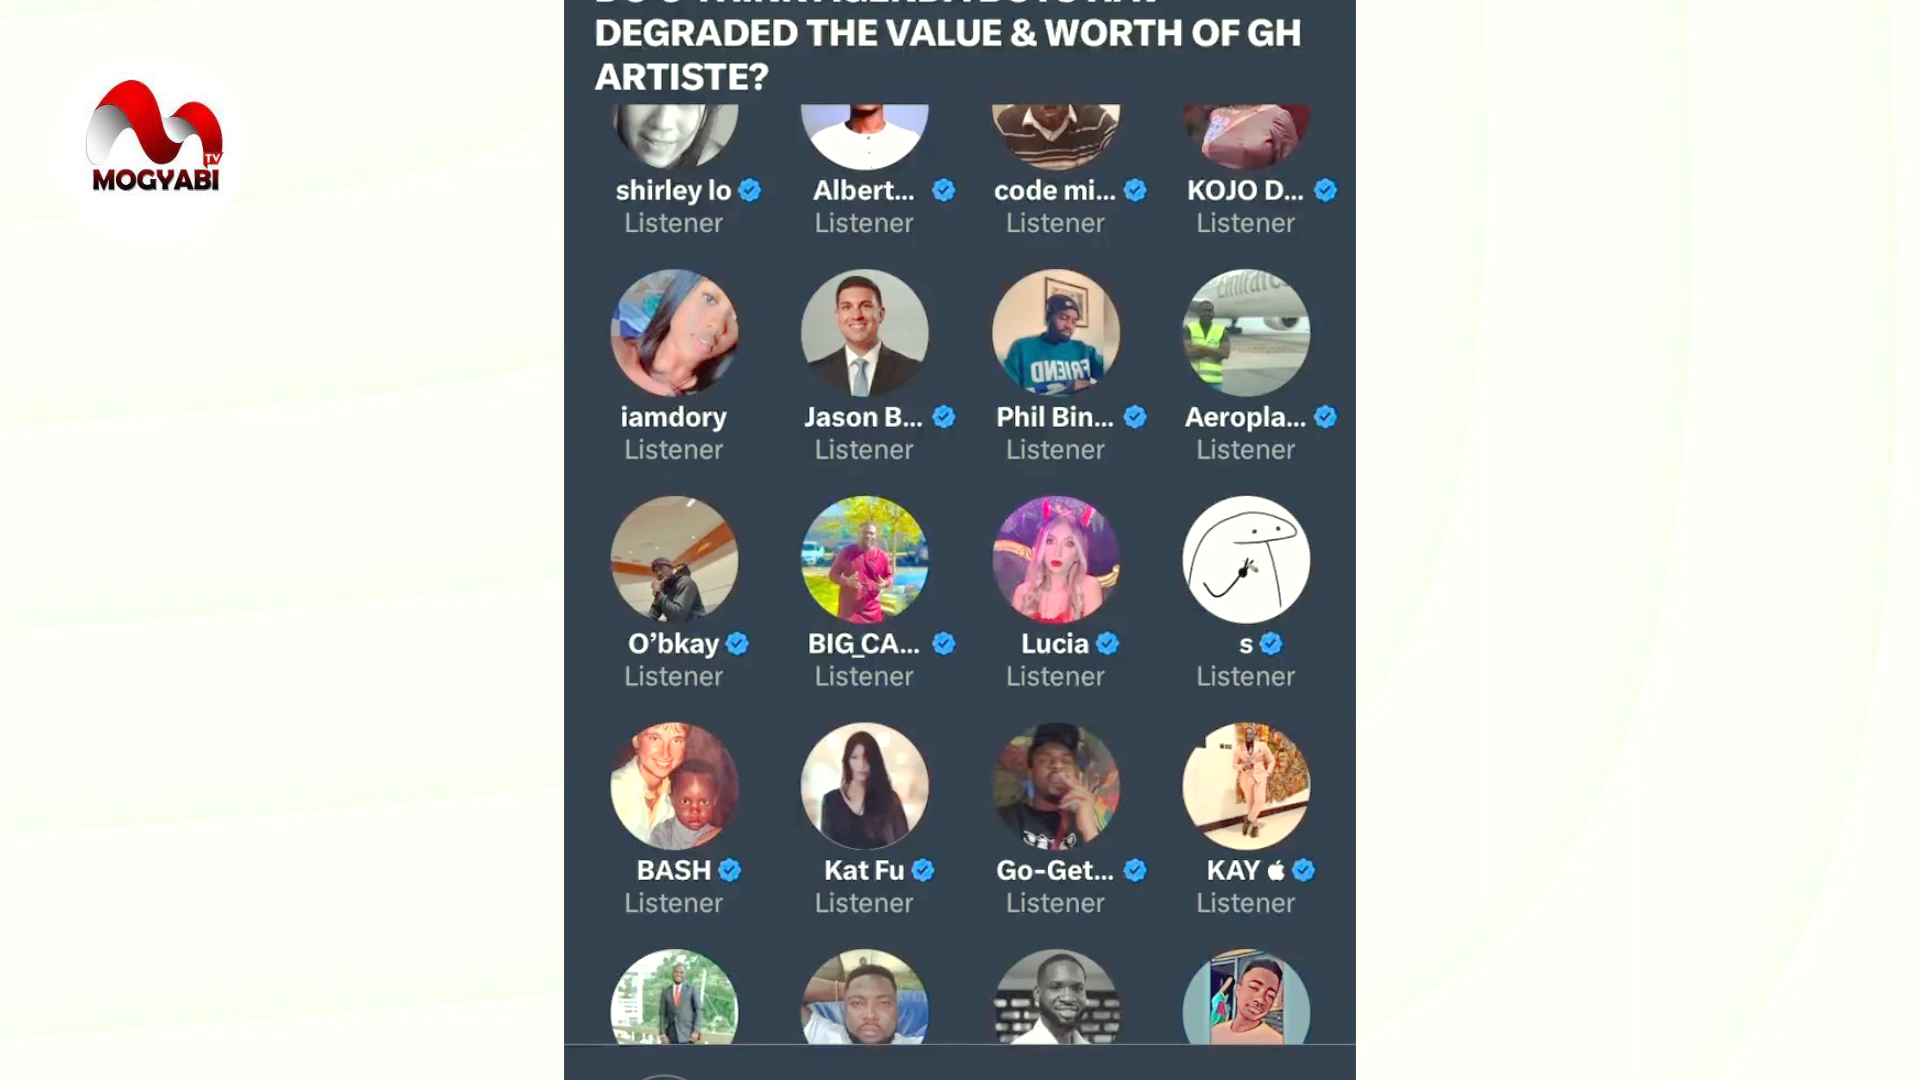 DEGRADED THE VALUE & WORTH OF GH
ARTISTE?
TV
MOGYABI
shirley lo Albert... code mi... KOJO D...
Listener Listener Listener Listener
Emirates
FRIEND
iamdory Jason B... Phil Bin... Aeropla...
Listener Listener Listener Listener
O’bkay BIG_CA... Lucia s
Listener Listener Listener Listener
BASH Kat Fu Go-Get... KAY
Listener Listener Listener Listener